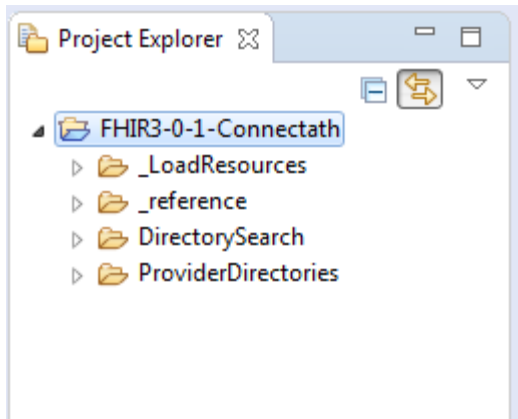 Project Explorer
FHIR3-0-1-Connectath
_LoadResources
_reference
DirectorySearch
ProviderDirectories